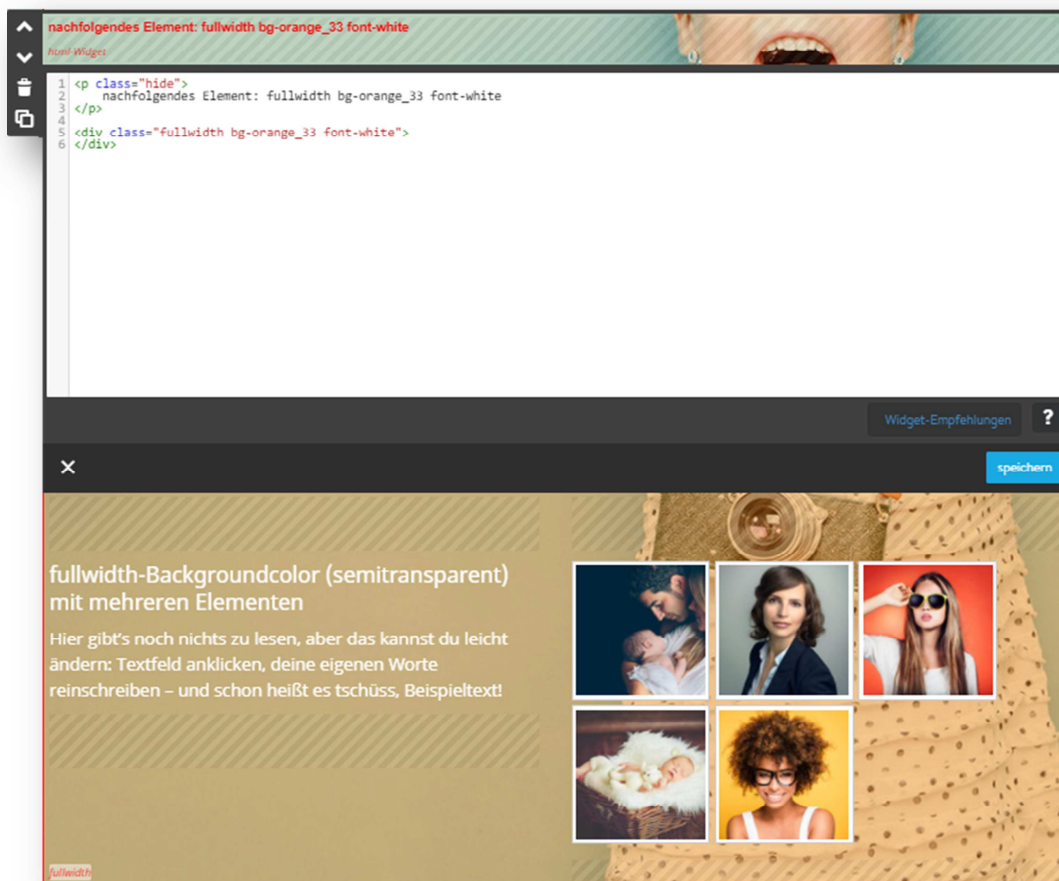 nachfolgendes Element: fullwidth bg-orange_33 font-white
html-Widget
1 <p class="hide">
2 nachfolgendes Element: fullwidth bg-orange_33 font-white
3 </p>
4
5 <div class="fullwidth bg-orange_33 font-white">
6 </div>
Widget-Empfehlungen ?
speichern
fullwidth-Backgroundcolor (semitransparent)
mit mehreren Elementen
Hier gibt's noch nichts zu lesen, aber das kannst du leicht
ändern: Textfeld anklicken, deine eigenen Worte
reinschreiben – und schon heißt es tschüss, Beispieltext!
fullwidth